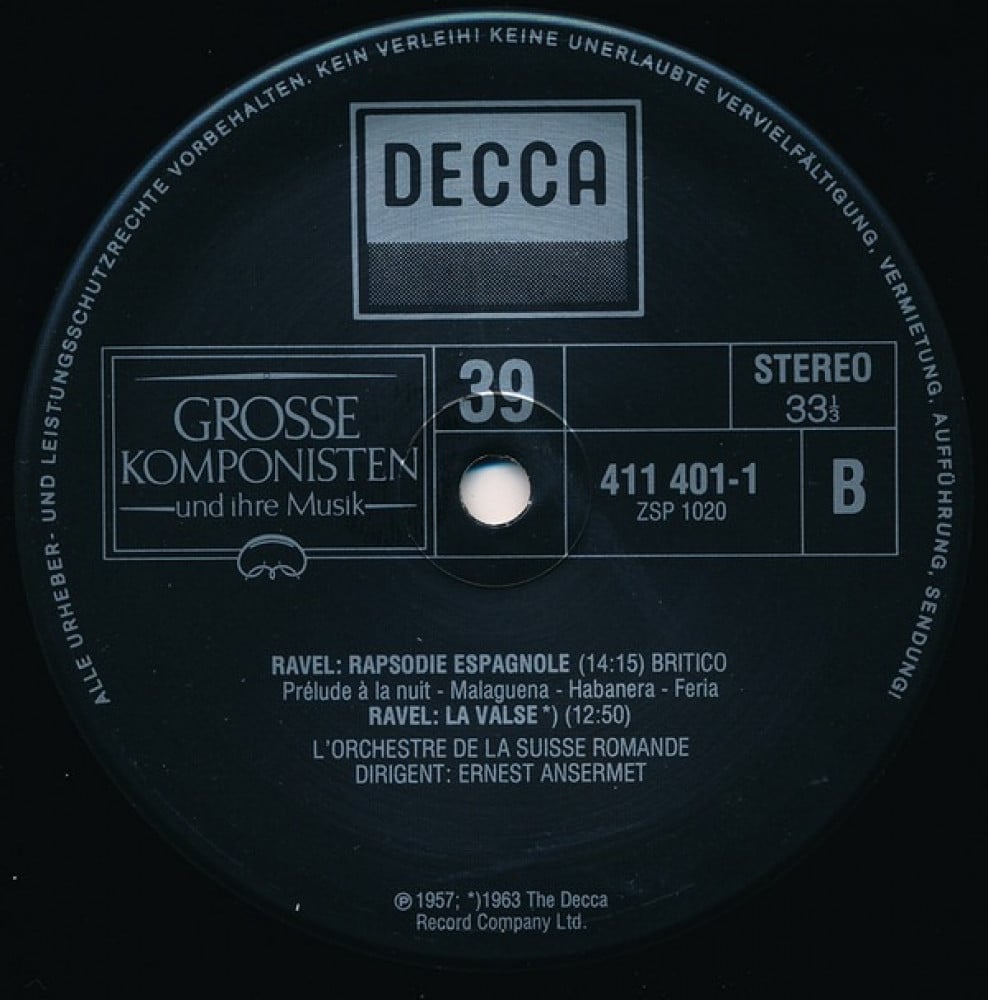 ALLE URHEBER- UND LEISTUNGSSCHUTZRECHTE VORBEHALTEN. KEIN VERLEIH! KEINE UNERLAUBTE VERVIELFÄLTIGUNG, VERMIETUNG, AUFFÜHRUNG, SENDUNG!
DECCA
GROSSE
KOMPONISTEN
und ihre Musik
39
STEREO
33⅓
411 401-1
ZSP 1020
B
RAVEL: RAPSODIE ESPAGNOLE (14:15) BRITICO
Prélude à la nuit - Malaguena - Habanera - Feria
RAVEL: LA VALSE *) (12:50)
L'ORCHESTRE DE LA SUISSE ROMANDE
DIRIGENT: ERNEST ANSERMET
℗ 1957; *)1963 The Decca
Record Company Ltd.